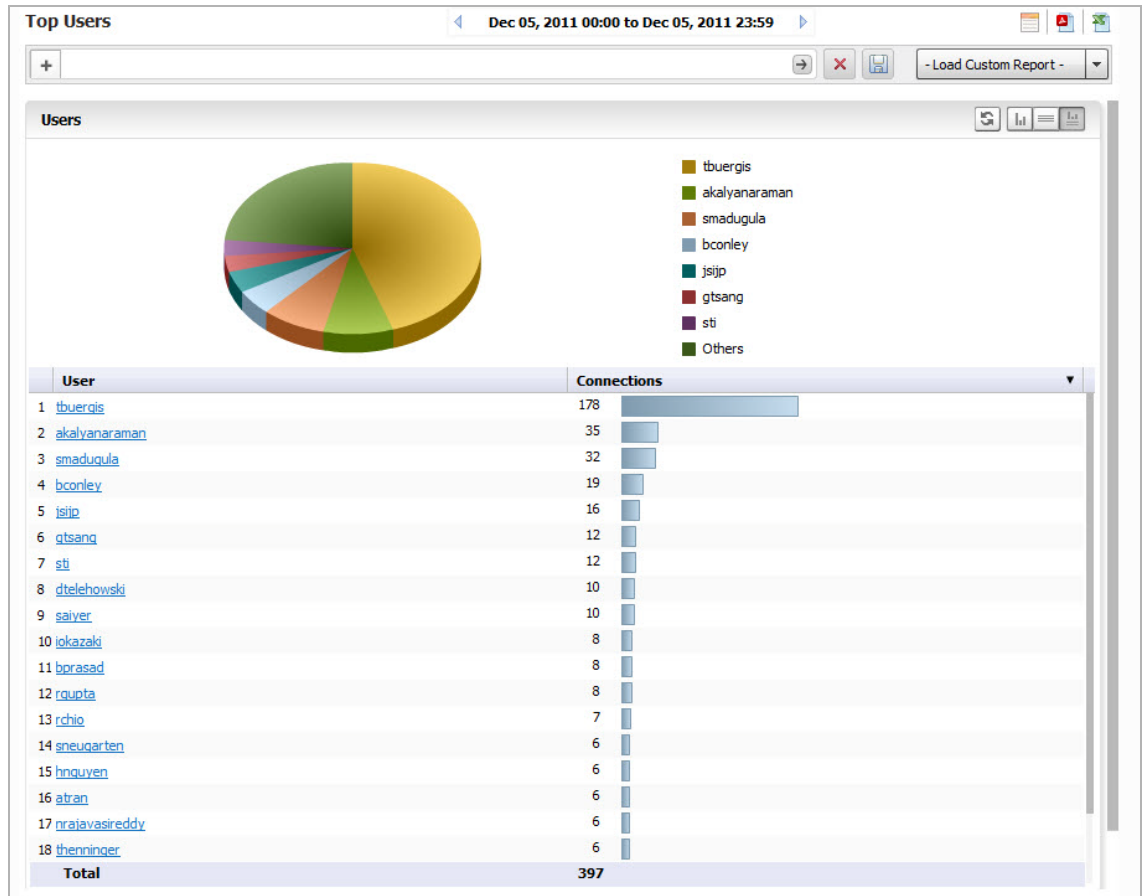 Top Users
Dec 05, 2011 00:00 to Dec 05, 2011 23:59
- Load Custom Report -
Users
tbuergis
akalyanaraman
smadugula
bconley
jsijp
gtsang
sti
Others
User Connections
1 tbuergis 178
2 akalyanaraman 35
3 smadugula 32
4 bconley 19
5 jsijp 16
6 gtsang 12
7 sti 12
8 dtelehowski 10
9 saiyer 10
10 iokazaki 8
11 bprasad 8
12 rgupta 8
13 rchio 7
14 sneugarten 6
15 hnguyen 6
16 atran 6
17 nrajavasireddy 6
18 thenninger 6
Total 397